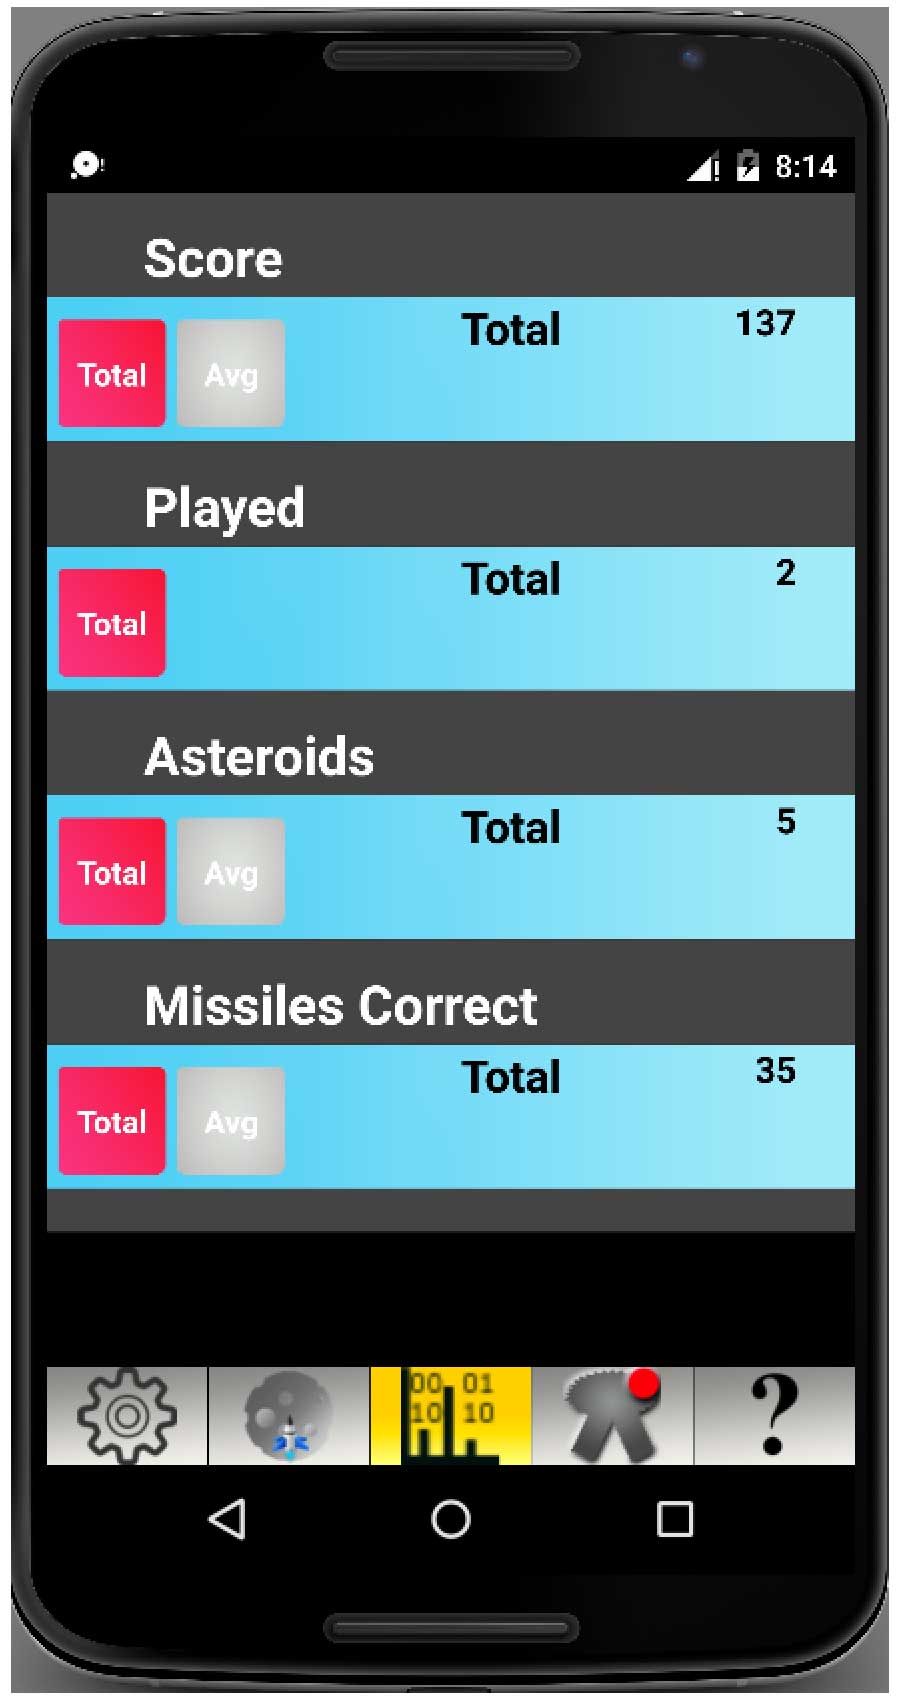 8:14
Score
Total Avg Total 137
Played
Total Total 2
Asteroids
Total Avg Total 5
Missiles Correct
Total Avg Total 35
00 01
10 10
?